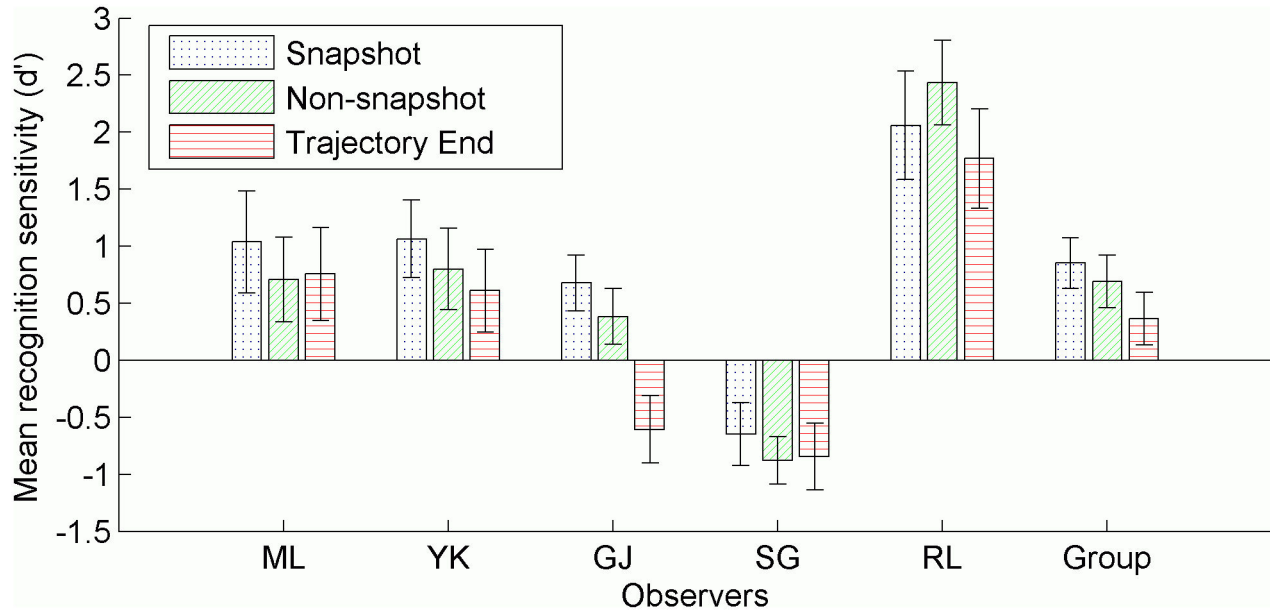 Mean recognition sensitivity (d')
3
2.5
2
1.5
1
0.5
0
-0.5
-1
-1.5
Snapshot
Non-snapshot
Trajectory End
ML YK GJ SG RL Group
Observers